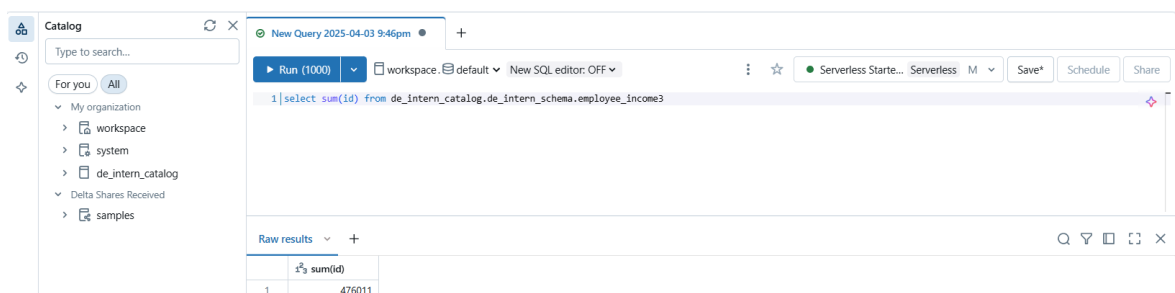 Catalog
Type to search...
For you All
My organization
workspace
system
de_intern_catalog
Delta Shares Received
samples
New Query 2025-04-03 9:46pm
+
Run (1000) workspace. default New SQL editor: OFF Serverless Starte... Serverless M Save* Schedule Share
1 select sum(id) from de_intern_catalog.de_intern_schema.employee_income3
Raw results +
123 sum(id)
1 476011